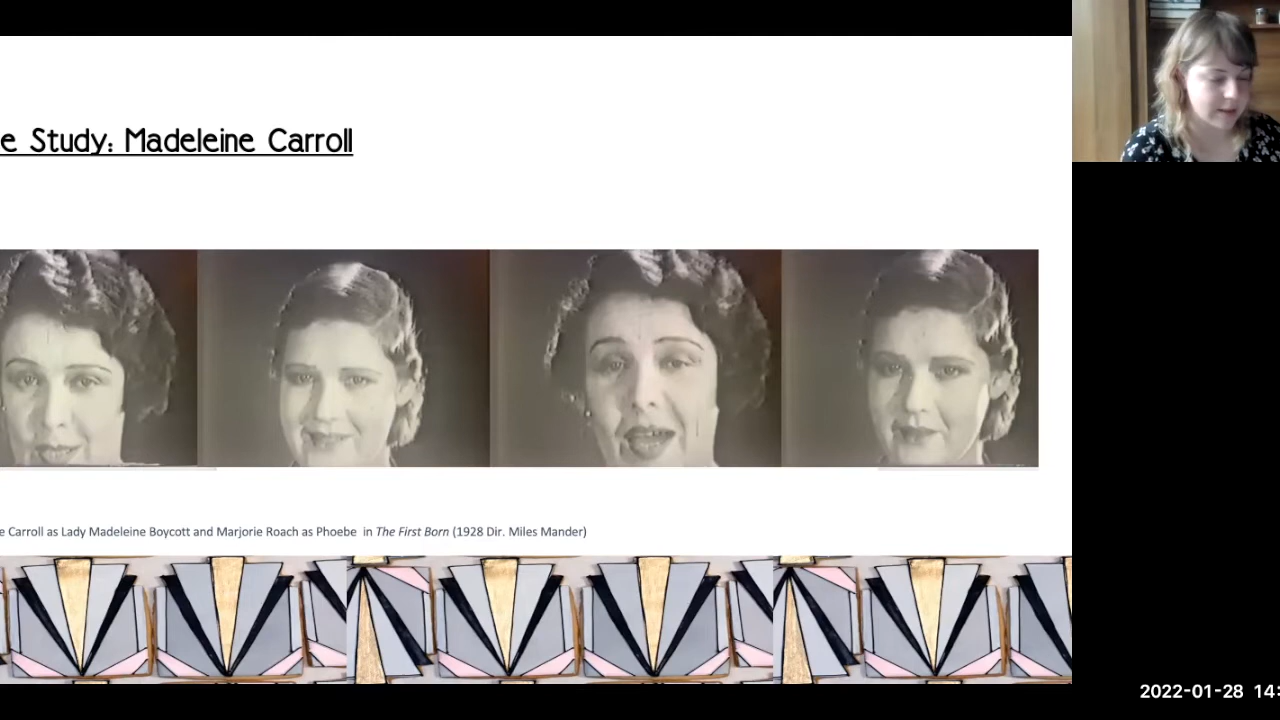 e Study: Madeleine Carroll
e Carroll as Lady Madeleine Boycott and Marjorie Roach as Phoebe in The First Born (1928 Dir. Miles Mander)
2022-01-28 14: